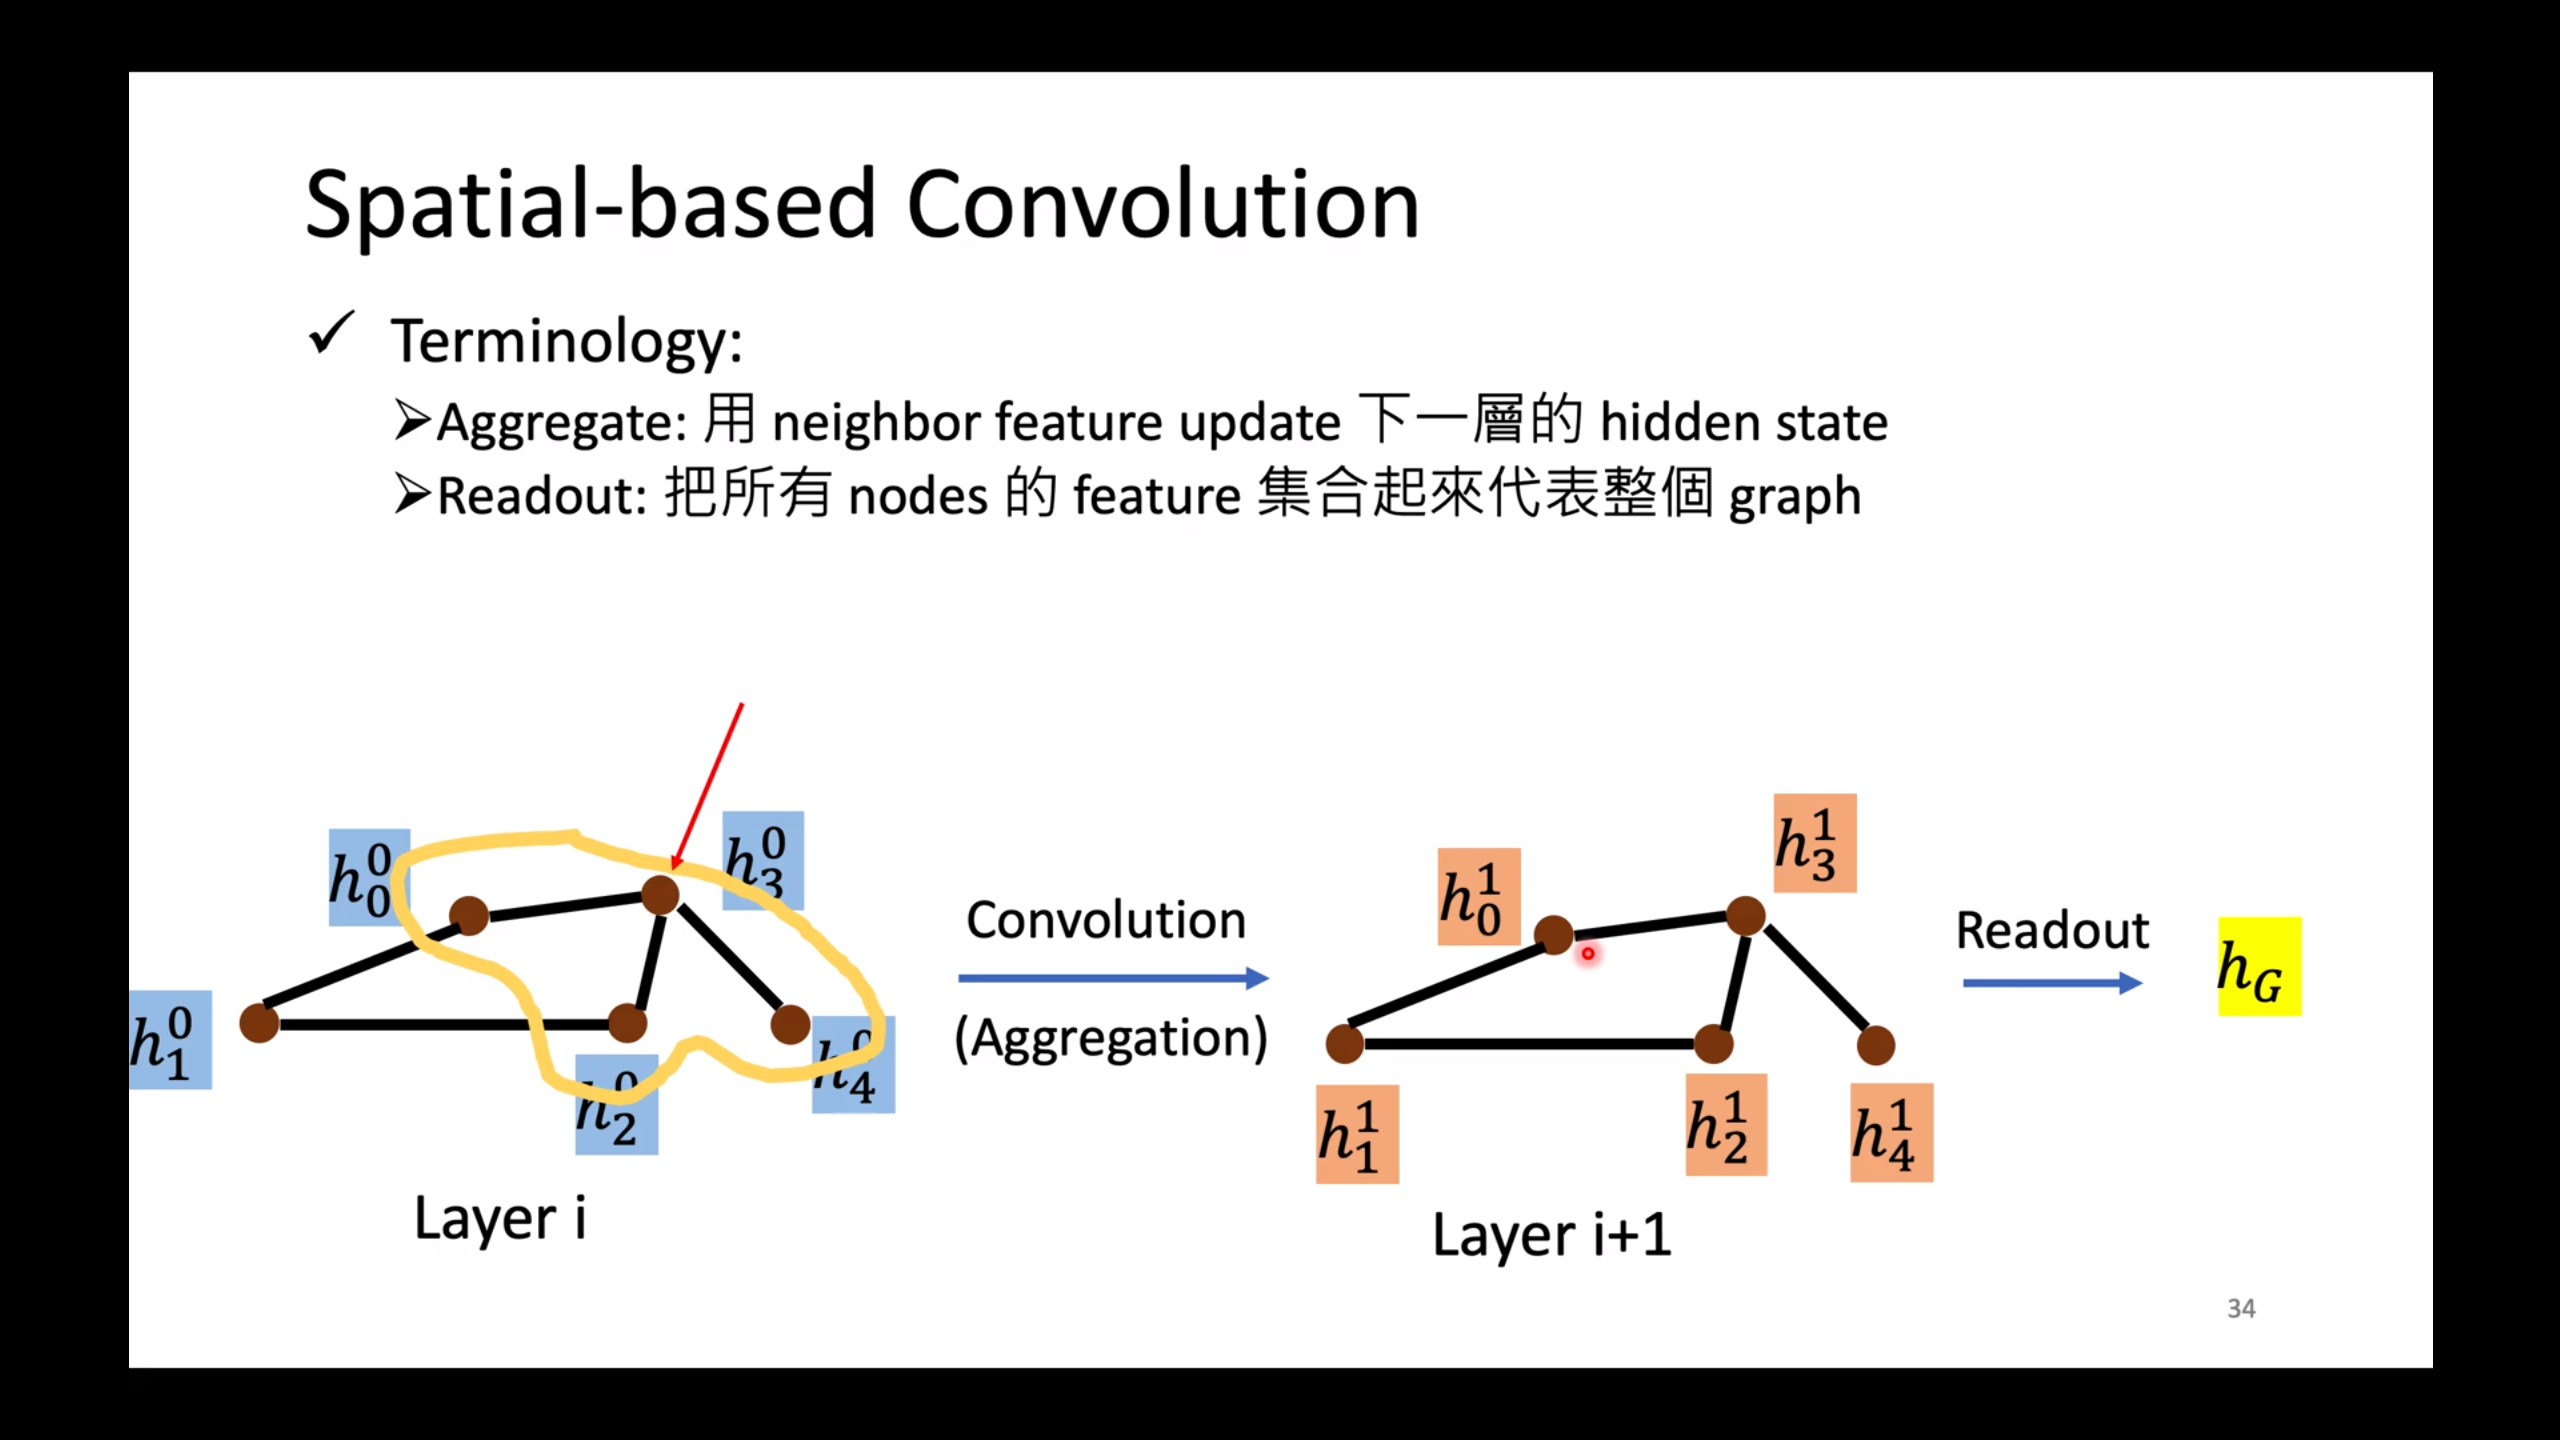 Spatial-based Convolution
✓ Terminology:
➢Aggregate: 用 neighbor feature update 下一層的 hidden state
➢Readout: 把所有 nodes 的 feature 集合起來代表整個 graph
h_0^0
h_3^0
h_1^0
h_2^0
h_4^0
Layer i
Convolution
(Aggregation)
h_0^1
h_3^1
h_1^1
h_2^1
h_4^1
Layer i+1
Readout
h_G
34